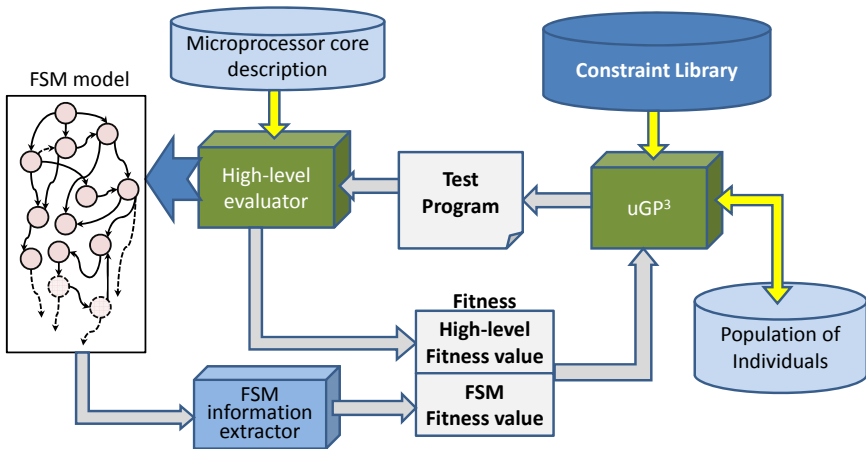 Microprocessor core
description
Constraint Library
FSM model
High-level
evaluator
Test
Program
uGP³
Fitness
High-level
Fitness value
FSM
Fitness value
Population of
Individuals
FSM
information
extractor